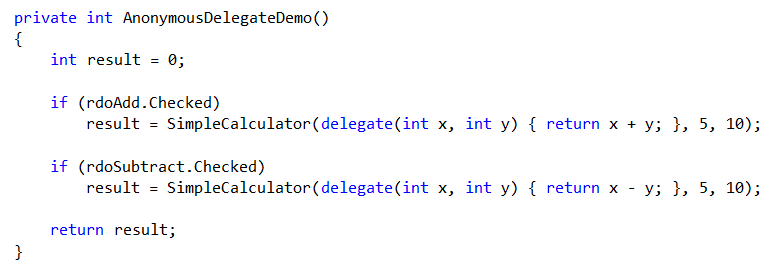 private int AnonymousDelegateDemo()
{
    int result = 0;

    if (rdoAdd.Checked)
        result = SimpleCalculator(delegate(int x, int y) { return x + y; }, 5, 10);

    if (rdoSubtract.Checked)
        result = SimpleCalculator(delegate(int x, int y) { return x - y; }, 5, 10);

    return result;
}